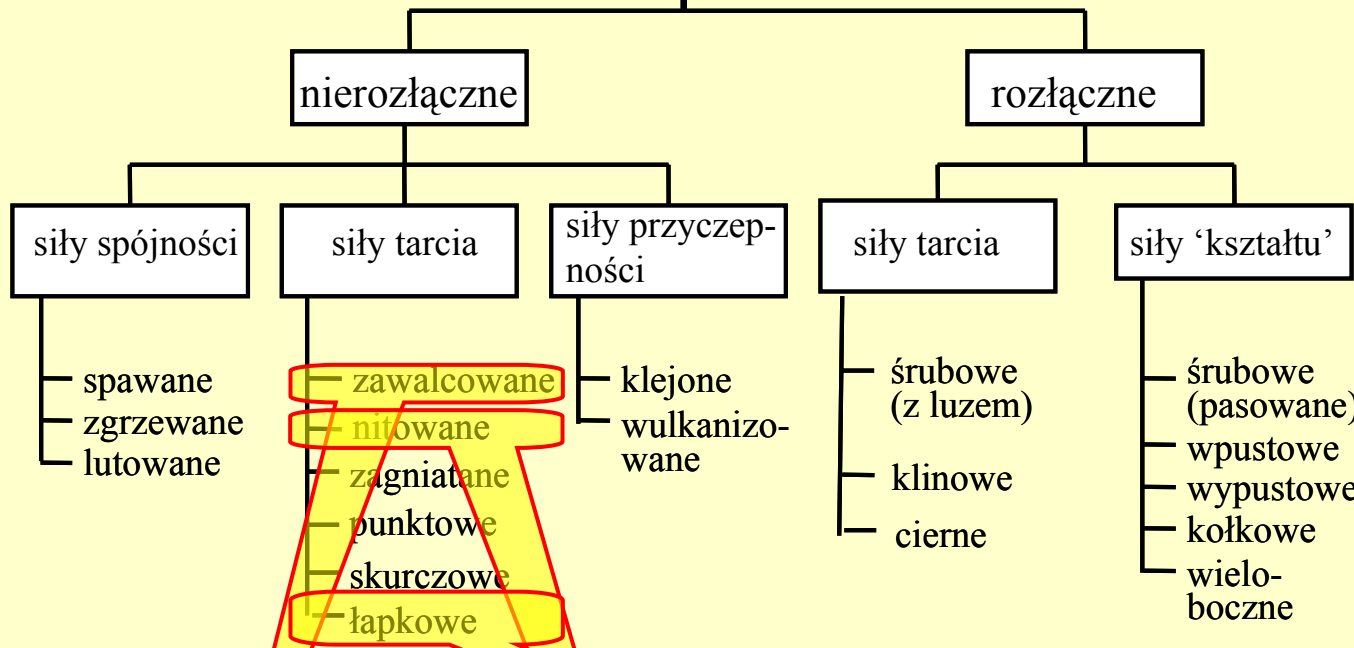 nierozłączne
rozłączne
siły spójności
siły tarcia
siły przyczep-
ności
siły tarcia
siły ‘kształtu’
spawane
zgrzewane
lutowane
zawalcowane
nitowane
zagniatane
punktowe
skurczowe
łapkowe
klejone
wulkanizo-
wane
śrubowe
(z luzem)
klinowe
cierne
śrubowe
(pasowane)
wpustowe
wypustowe
kołkowe
wielo-
boczne